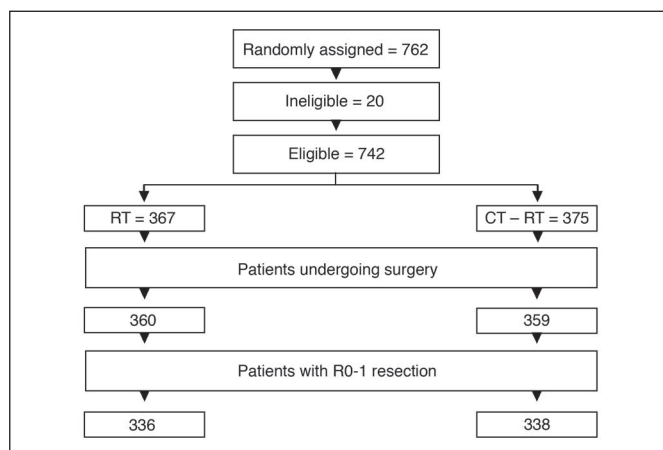 Randomly assigned = 762
Ineligible = 20
Eligible = 742
RT = 367
CT – RT = 375
Patients undergoing surgery
360
359
Patients with R0-1 resection
336
338